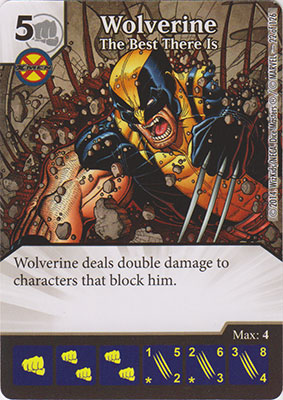 5
Wolverine
The Best There Is
Wolverine deals double damage to
characters that block him.
Max: 4
1 5
* 2
2 6
* 2
3 8
4